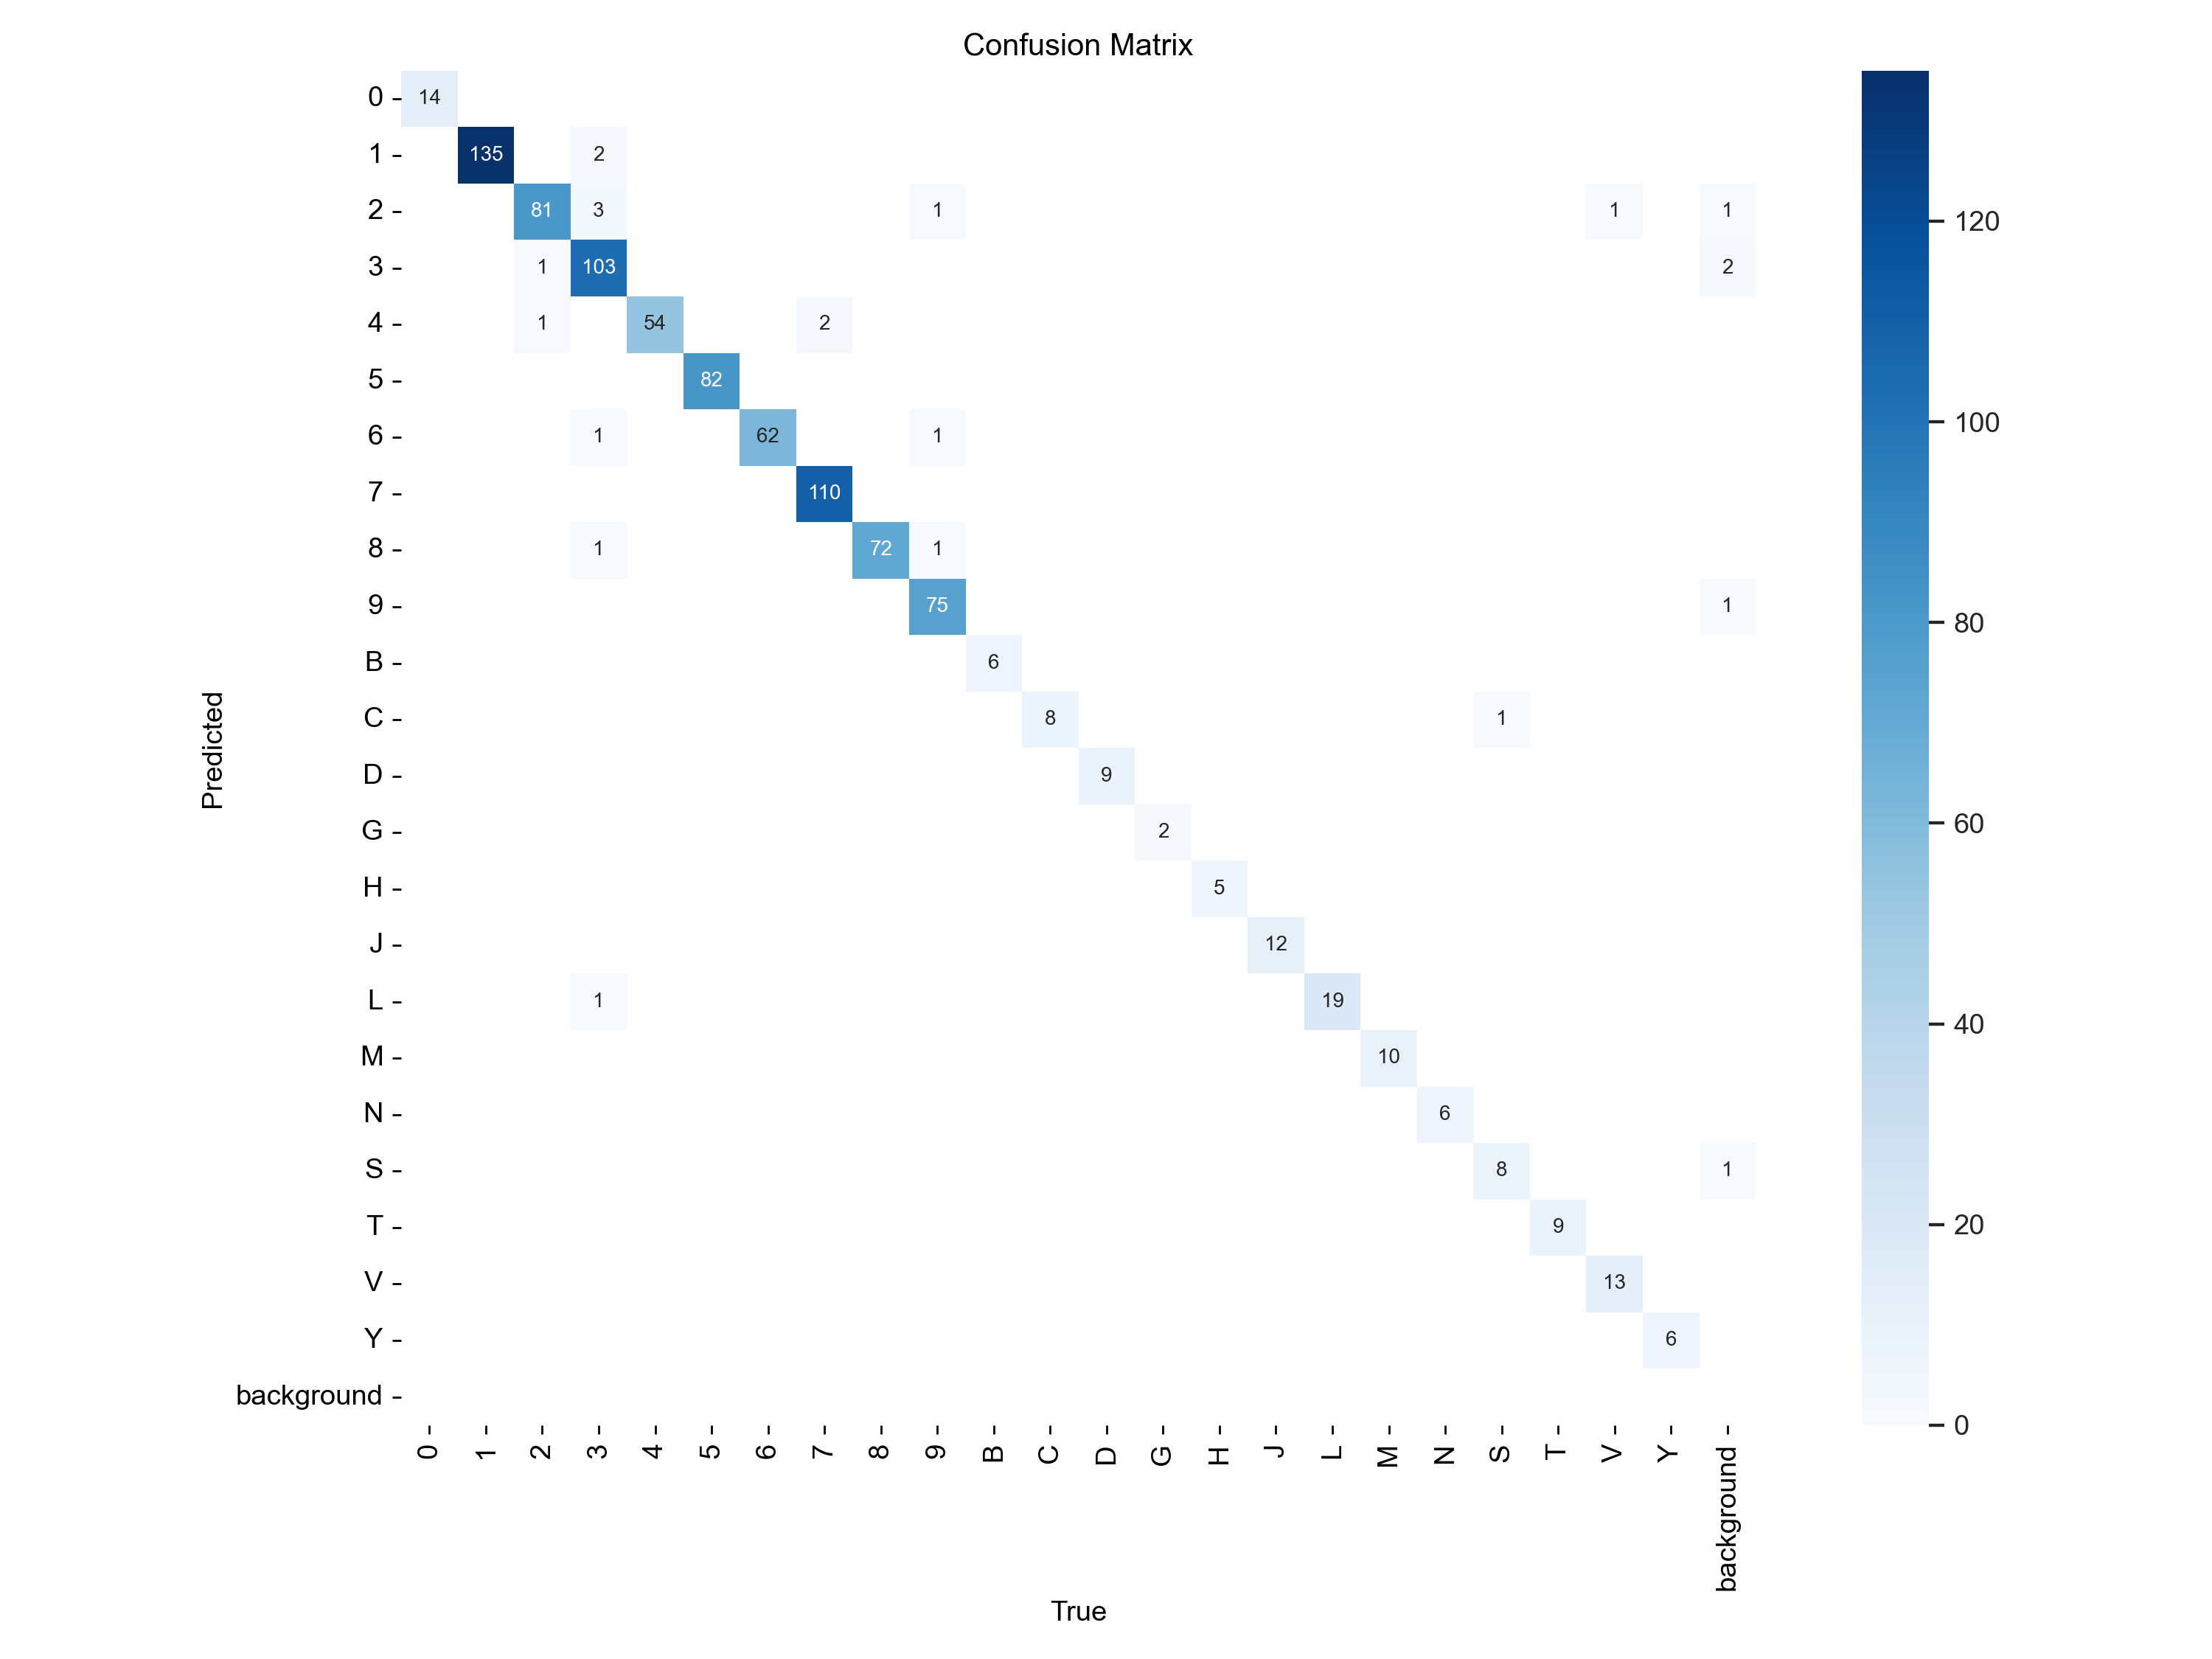 Confusion Matrix
0 14
1 135 2
2 81 3 1 1 1
3 1 103 2
4 1 54 2
5 82
6 1 62 1
7 110
8 1 72 1
9 75 1
B 6
C 8 1
D 9
G 2
H 5
J 12
L 1 19
M 10
N 6
S 8 1
T 9
V 13
Y 6
background
0 1 2 3 4 5 6 7 8 9 B C D G H J L M N S T V Y background
True
Predicted
120
100
80
60
40
20
0